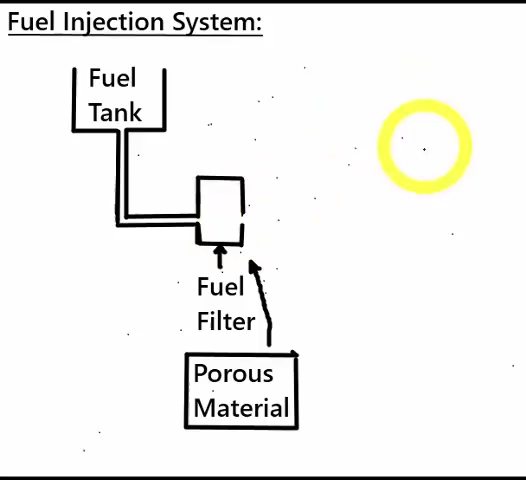 Fuel Injection System:
Fuel
Tank
Fuel
Filter
Porous
Material